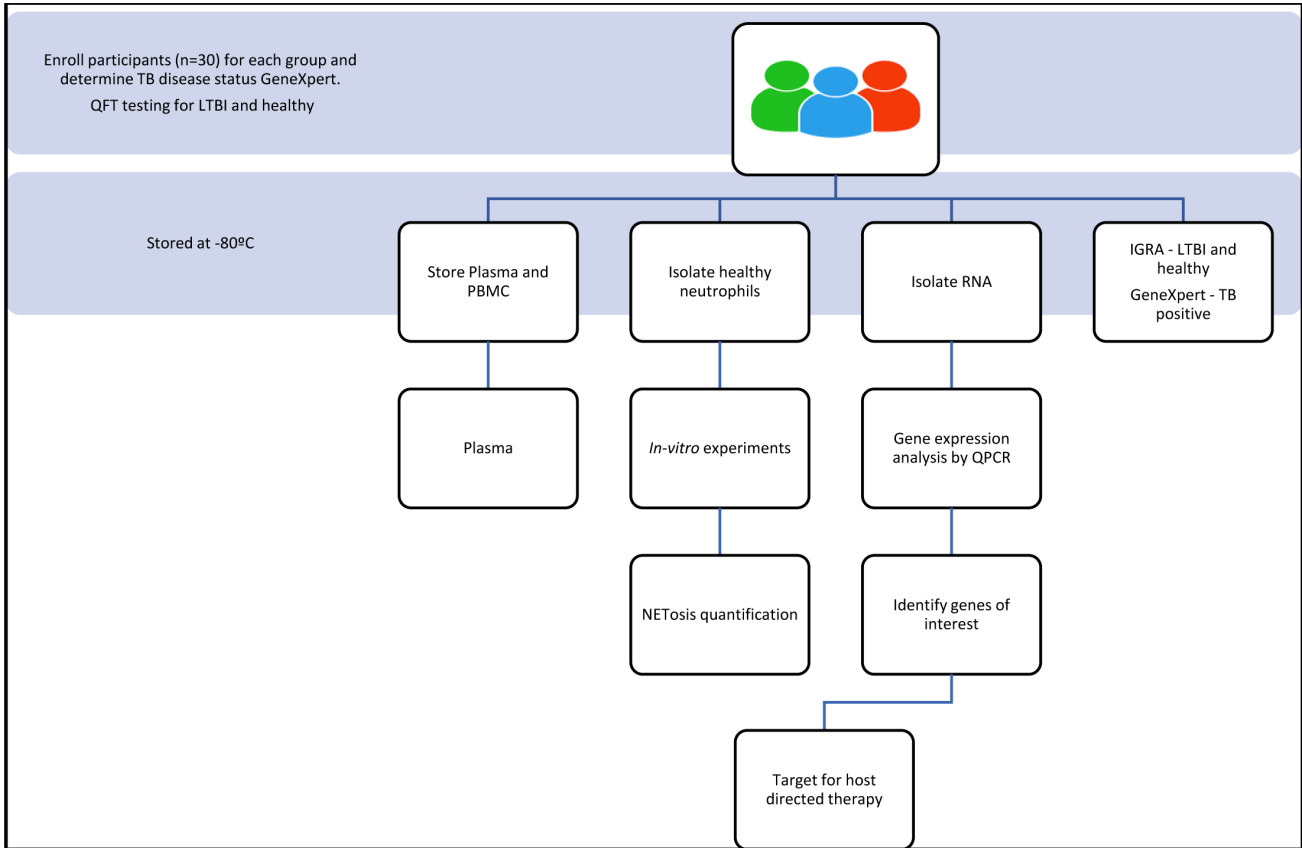 Enroll participants (n=30) for each group and
determine TB disease status GeneXpert.
QFT testing for LTBI and healthy
Stored at -80ºC
Store Plasma and
PBMC
Isolate healthy
neutrophils
Isolate RNA
IGRA - LTBI and
healthy
GeneXpert - TB
positive
Plasma
In-vitro experiments
Gene expression
analysis by QPCR
NETosis quantification
Identify genes of
interest
Target for host
directed therapy